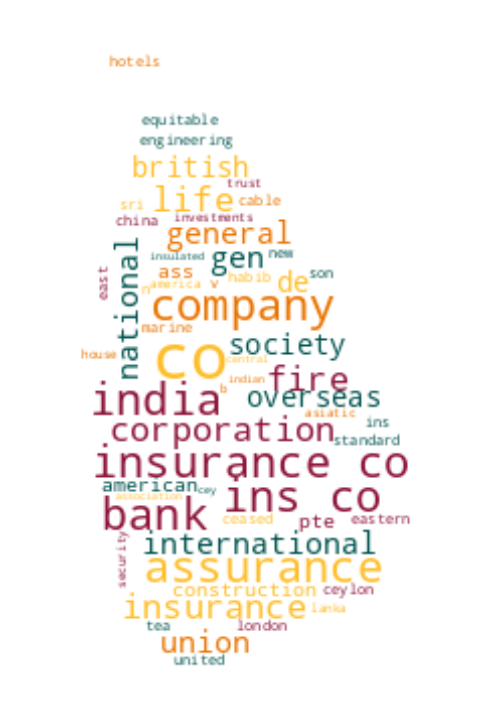 hotels
equitable
engineering
british
trust
sri life cable
china investments
general
national insulated gen new
east ass son
n america v habib de
company
marine
co society
house central
b indian fire
india overseas
asiatic
corporation ins
standard
insurance co
american cey
association ins co
bank ceased pte eastern
security international
assurance
construction ceylon
insurance lanka
tea london
union
united